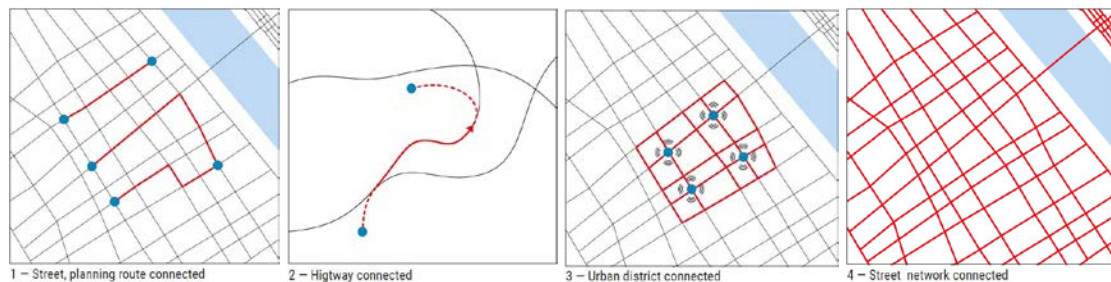 1 — Street, planning route connected
2 — Higtway connected
3 — Urban district connected
4 — Street network connected